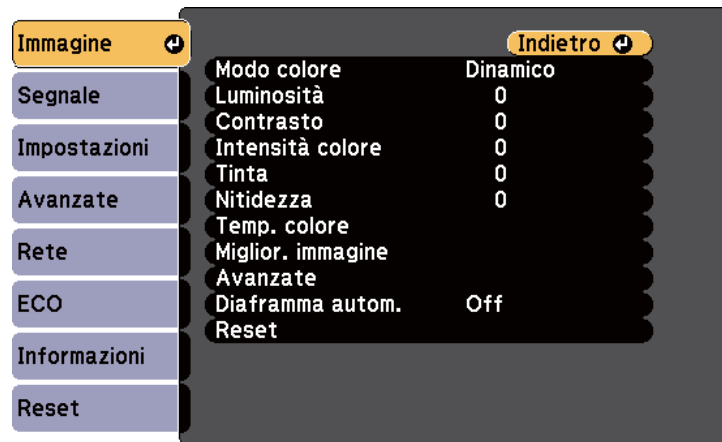 Immagine
Segnale
Impostazioni
Avanzate
Rete
ECO
Informazioni
Reset
Indietro
Modo colore Dinamico
Luminosità 0
Contrasto 0
Intensità colore 0
Tinta 0
Nitidezza 0
Temp. colore
Miglior. immagine
Avanzate
Diaframma autom. Off
Reset